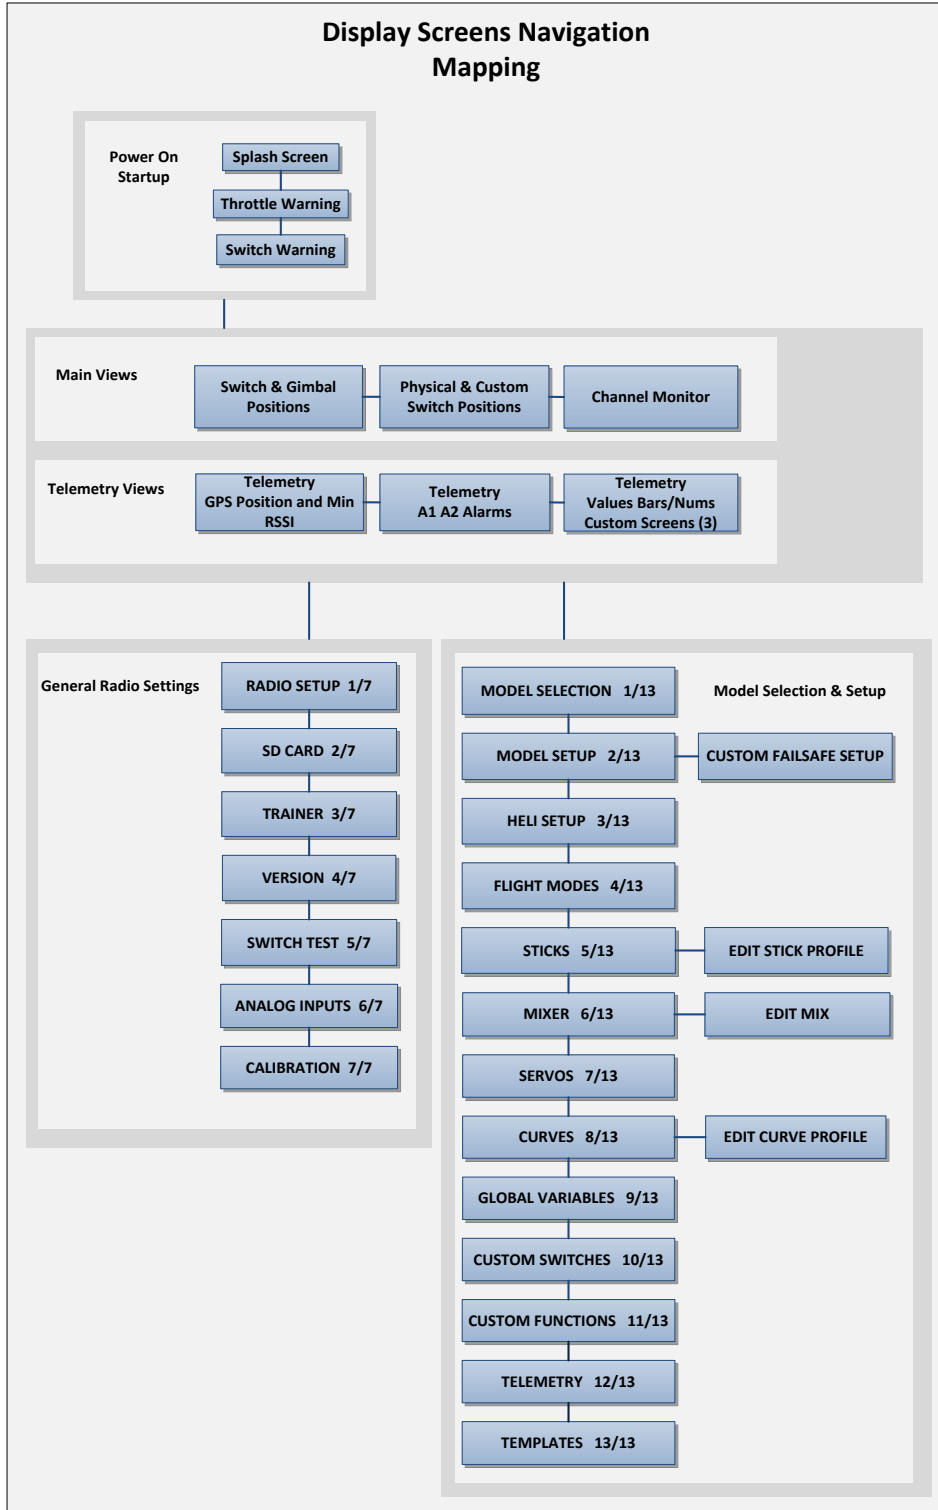 Display Screens Navigation
Mapping
Power On
Startup
Splash Screen
Throttle Warning
Switch Warning
Main Views
Switch & Gimbal
Positions
Physical & Custom
Switch Positions
Channel Monitor
Telemetry Views
Telemetry
GPS Position and Min
RSSI
Telemetry
A1 A2 Alarms
Telemetry
Values Bars/Nums
Custom Screens (3)
General Radio Settings
RADIO SETUP 1/7
SD CARD 2/7
TRAINER 3/7
VERSION 4/7
SWITCH TEST 5/7
ANALOG INPUTS 6/7
CALIBRATION 7/7
Model Selection & Setup
MODEL SELECTION 1/13
MODEL SETUP 2/13
CUSTOM FAILSAFE SETUP
HELI SETUP 3/13
FLIGHT MODES 4/13
STICKS 5/13
EDIT STICK PROFILE
MIXER 6/13
EDIT MIX
SERVOS 7/13
CURVES 8/13
EDIT CURVE PROFILE
GLOBAL VARIABLES 9/13
CUSTOM SWITCHES 10/13
CUSTOM FUNCTIONS 11/13
TELEMETRY 12/13
TEMPLATES 13/13